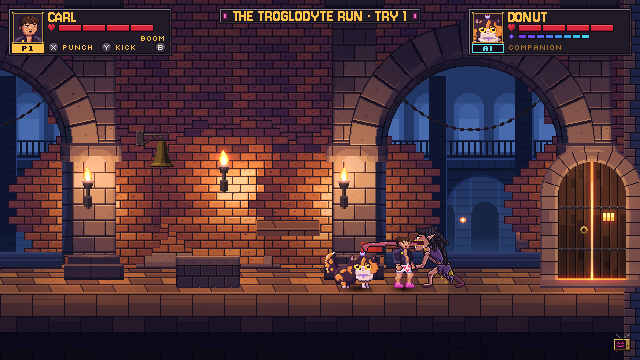 CARL
P1
BOOM
X PUNCH Y KICK B
THE TROGLODYTE RUN · TRY 1
DONUT
AI
COMPANION